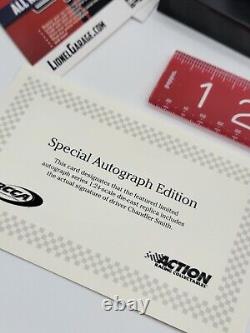 ALL
LIONELGARAGE.COM
1 2
Special Autograph Edition
This card designates that the featured limited
autograph series 1:24-scale die-cast replica includes
the actual signature of driver Chandler Smith.
RCCA
ACTION
RACING COLLECTABLES